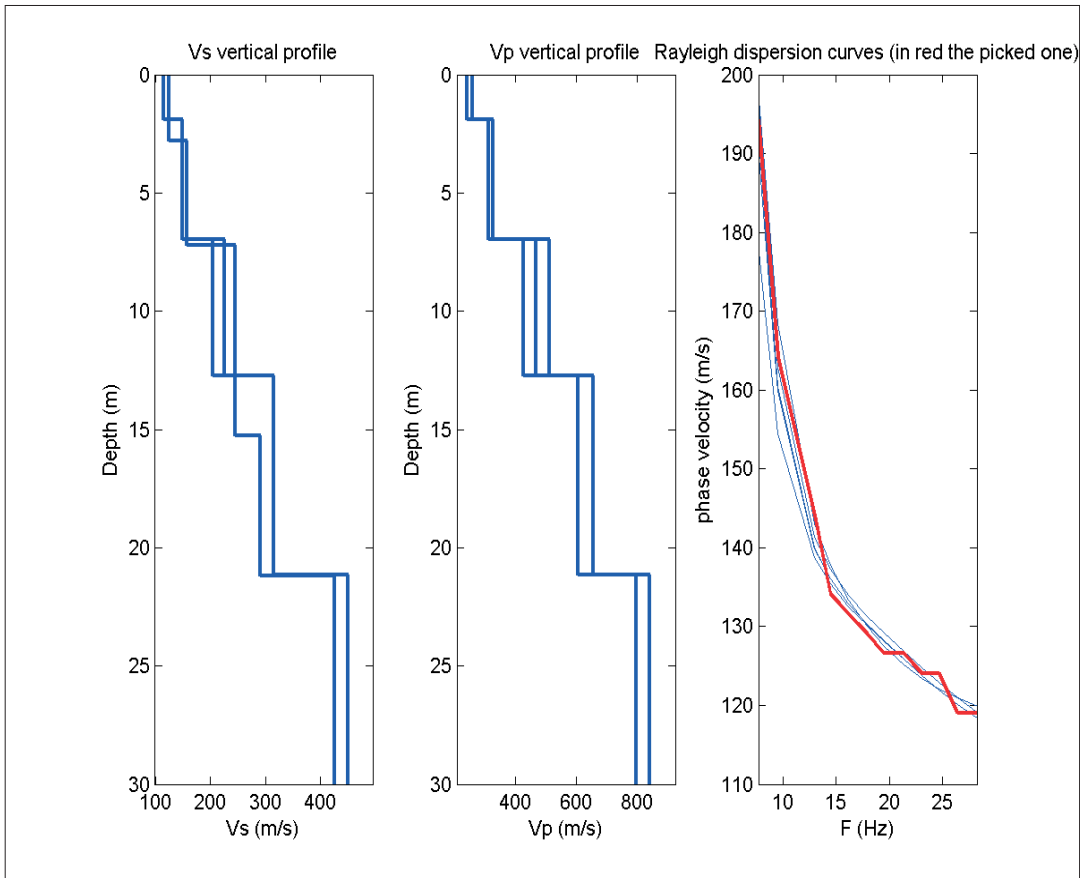 Vs vertical profile
0
5
10
15
20
25
30
Depth (m)
100 200 300 400
Vs (m/s)
Vp vertical profile
0
5
10
15
20
25
30
Depth (m)
400 600 800
Vp (m/s)
Rayleigh dispersion curves (in red the picked one)
200
190
180
170
160
150
140
130
120
110
phase velocity (m/s)
10 15 20 25
F (Hz)